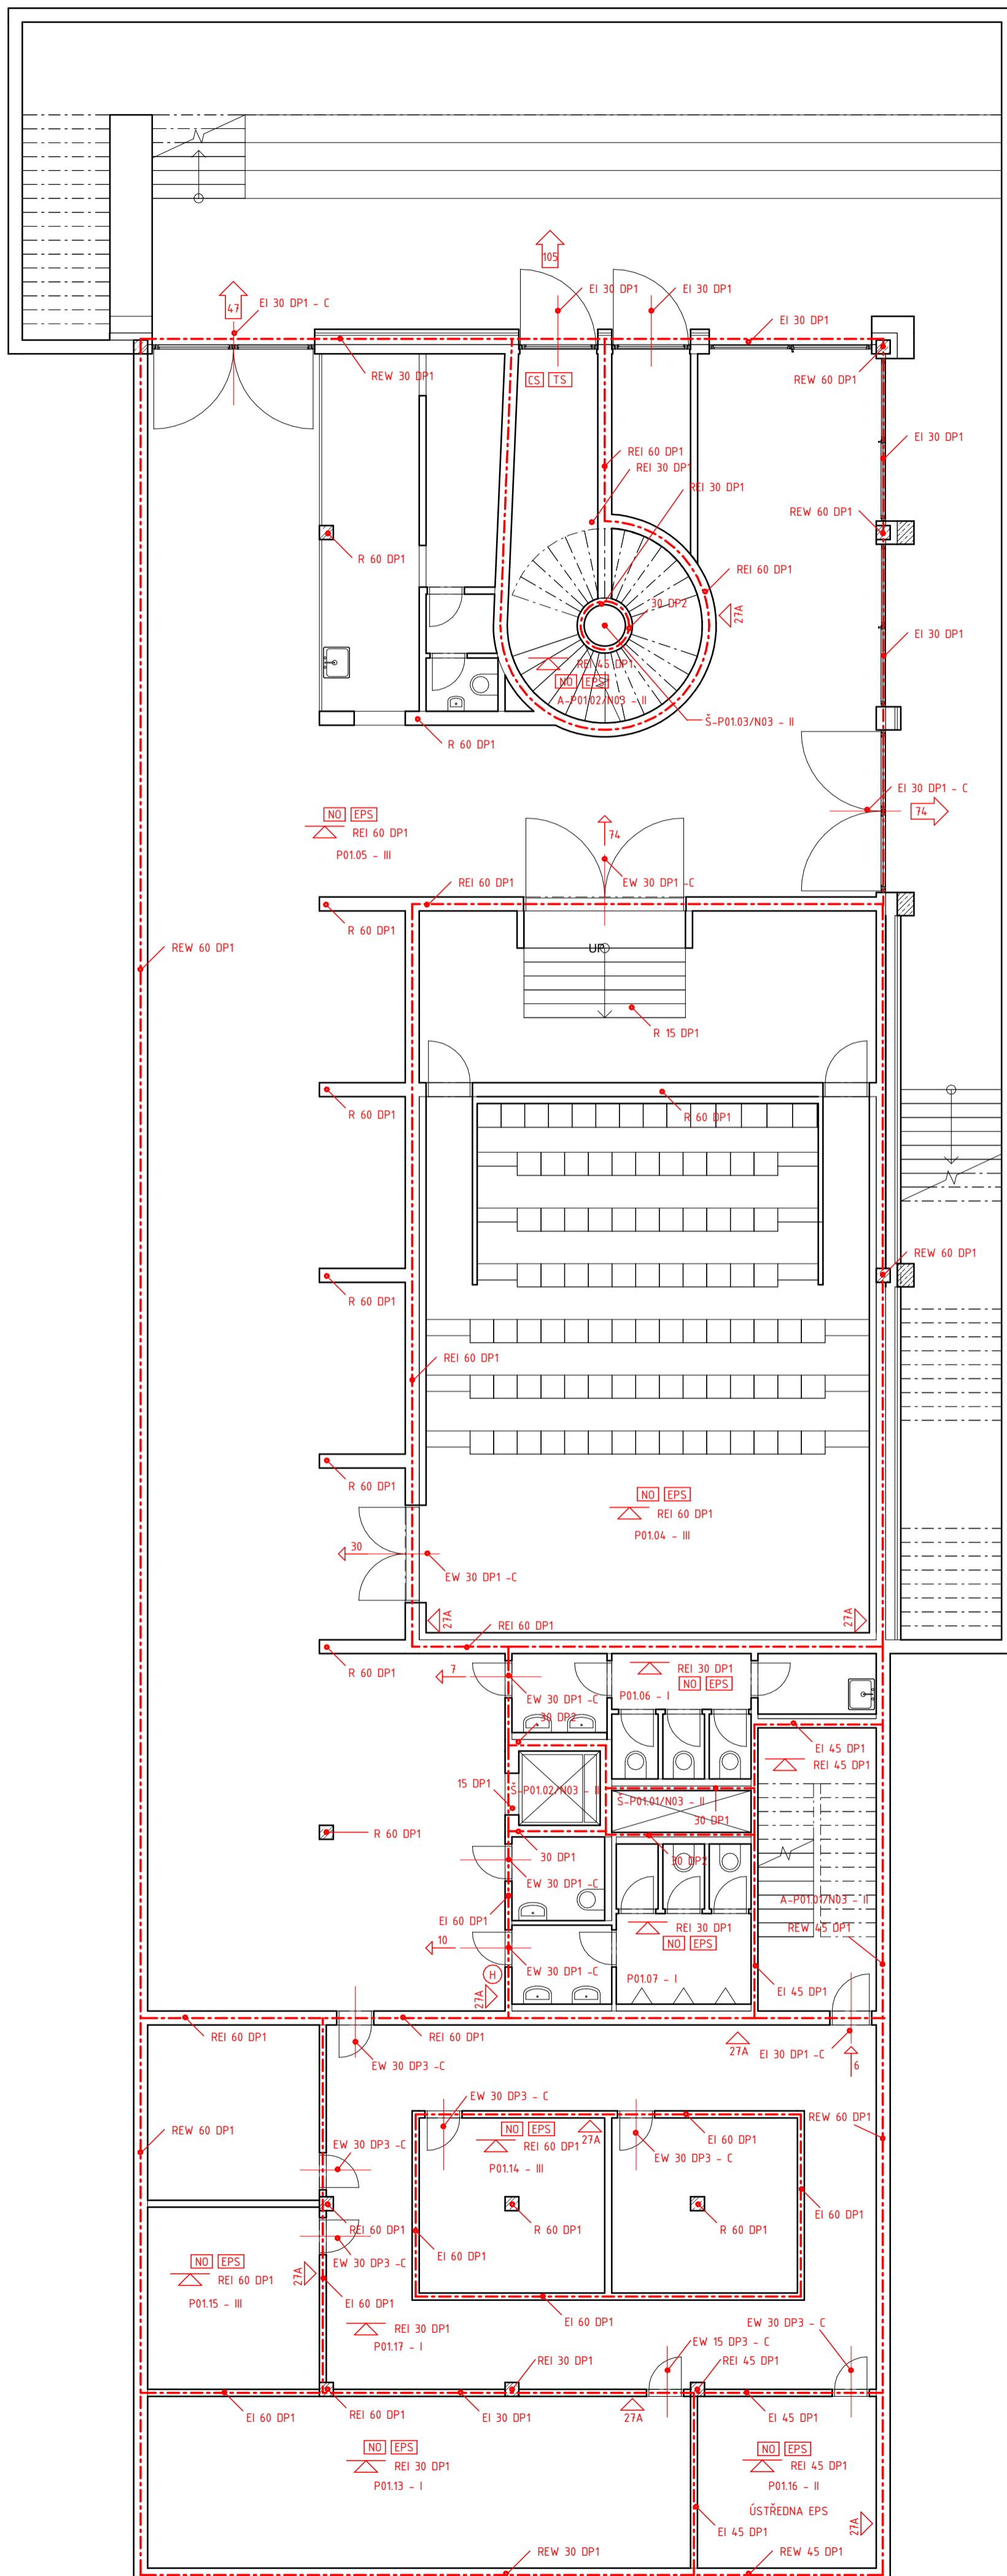 105
EI 30 DP1
EI 30 DP1
47
EI 30 DP1 - C
EI 30 DP1
REW 30 DP1
CS TS
REW 60 DP1
EI 30 DP1
REI 60 DP1
REI 30 DP1
REI 30 DP1
REW 60 DP1
R 60 DP1
REI 60 DP1
30 DP2
27A
EI 30 DP1
REI 45 DP1
NO EPS
A-P01.02/N03 - II
Š-P01.03/N03 - II
R 60 DP1
EI 30 DP1 - C
74
NO EPS
REI 60 DP1
P01.05 - III
74
EW 30 DP1 -C
REI 60 DP1
R 60 DP1
REW 60 DP1
UP
R 15 DP1
R 60 DP1
R 60 DP1
REW 60 DP1
R 60 DP1
REI 60 DP1
R 60 DP1
NO EPS
REI 60 DP1
P01.04 - III
30
EW 30 DP1 -C
27A
27A
REI 60 DP1
R 60 DP1
7
EW 30 DP1 -C
REI 30 DP1
NO EPS
P01.06 - I
30 DP2
EI 45 DP1
REI 45 DP1
15 DP1
Š-P01.02/N03 - II
Š-P01.01/N03 - II
30 DP1
R 60 DP1
30 DP1
30 DP2
EW 30 DP1 -C
A-P01.01/N03 - II
EI 60 DP1
REI 30 DP1
REW 45 DP1
NO EPS
10
EW 30 DP1 -C
P01.07 - I
H
27A
EI 45 DP1
REI 60 DP1
REI 60 DP1
27A
EI 30 DP1 -C
EW 30 DP3 -C
6
EW 30 DP3 - C
REW 60 DP1
REW 60 DP1
NO EPS
REI 60 DP1
27A
EI 60 DP1
EW 30 DP3 -C
P01.14 - III
EW 30 DP3 - C
EI 60 DP1
REI 60 DP1
R 60 DP1
R 60 DP1
EI 60 DP1
NO EPS
EW 30 DP3 -C
REI 60 DP1
27A
P01.15 - III
EI 60 DP1
EI 60 DP1
EW 30 DP3 - C
REI 30 DP1
P01.17 - I
EW 15 DP3 - C
REI 30 DP1
REI 45 DP1
EI 60 DP1
REI 60 DP1
EI 30 DP1
27A
EI 45 DP1
NO EPS
REI 30 DP1
P01.13 - I
NO EPS
REI 45 DP1
P01.16 - II
ÚSTŘEDNA EPS
27A
EI 45 DP1
REW 30 DP1
REW 45 DP1